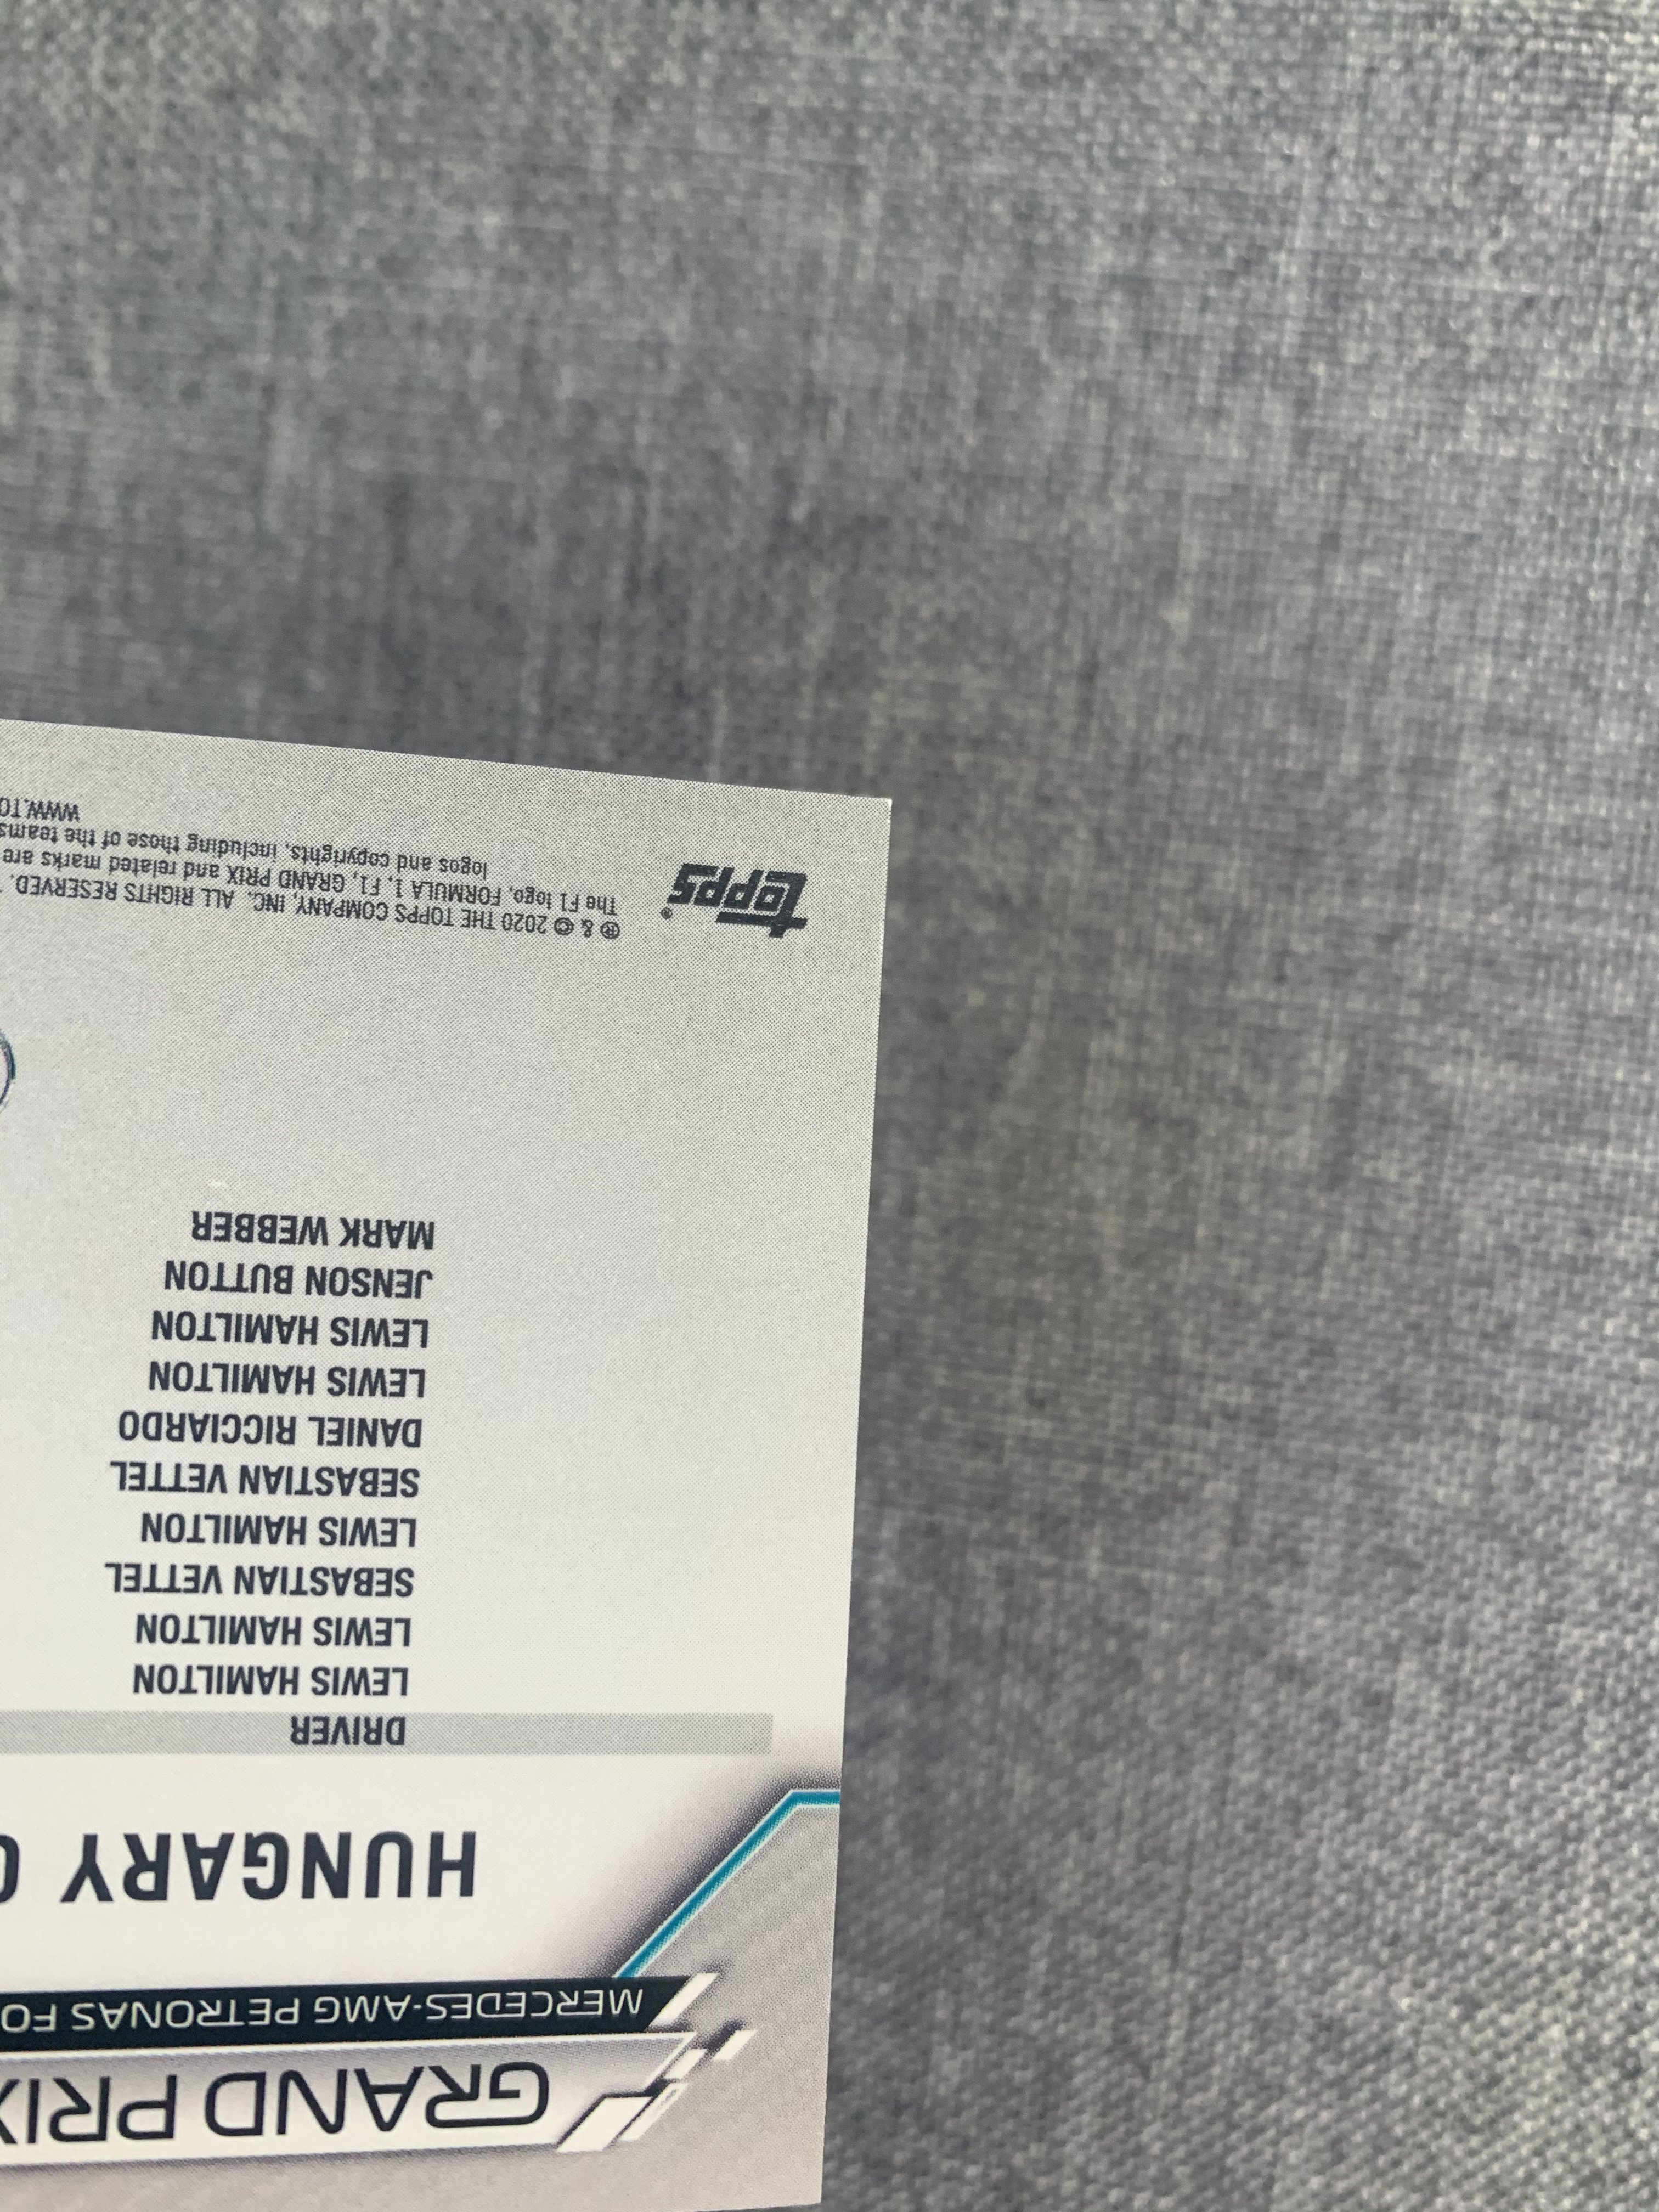 GRAND PRIX
MERCEDES-AMG PETRONAS FO
HUNGARY
DRIVER
LEWIS HAMILTON
LEWIS HAMILTON
SEBASTIAN VETTEL
LEWIS HAMILTON
SEBASTIAN VETTEL
DANIEL RICCIARDO
LEWIS HAMILTON
LEWIS HAMILTON
JENSON BUTTON
MARK WEBBER
topps®
® & © 2020 THE TOPPS COMPANY, INC. ALL RIGHTS RESERVED.
The F1 logo, FORMULA 1, F1, GRAND PRIX and related marks are
logos and copyrights, including those of the teams
WWW.TO